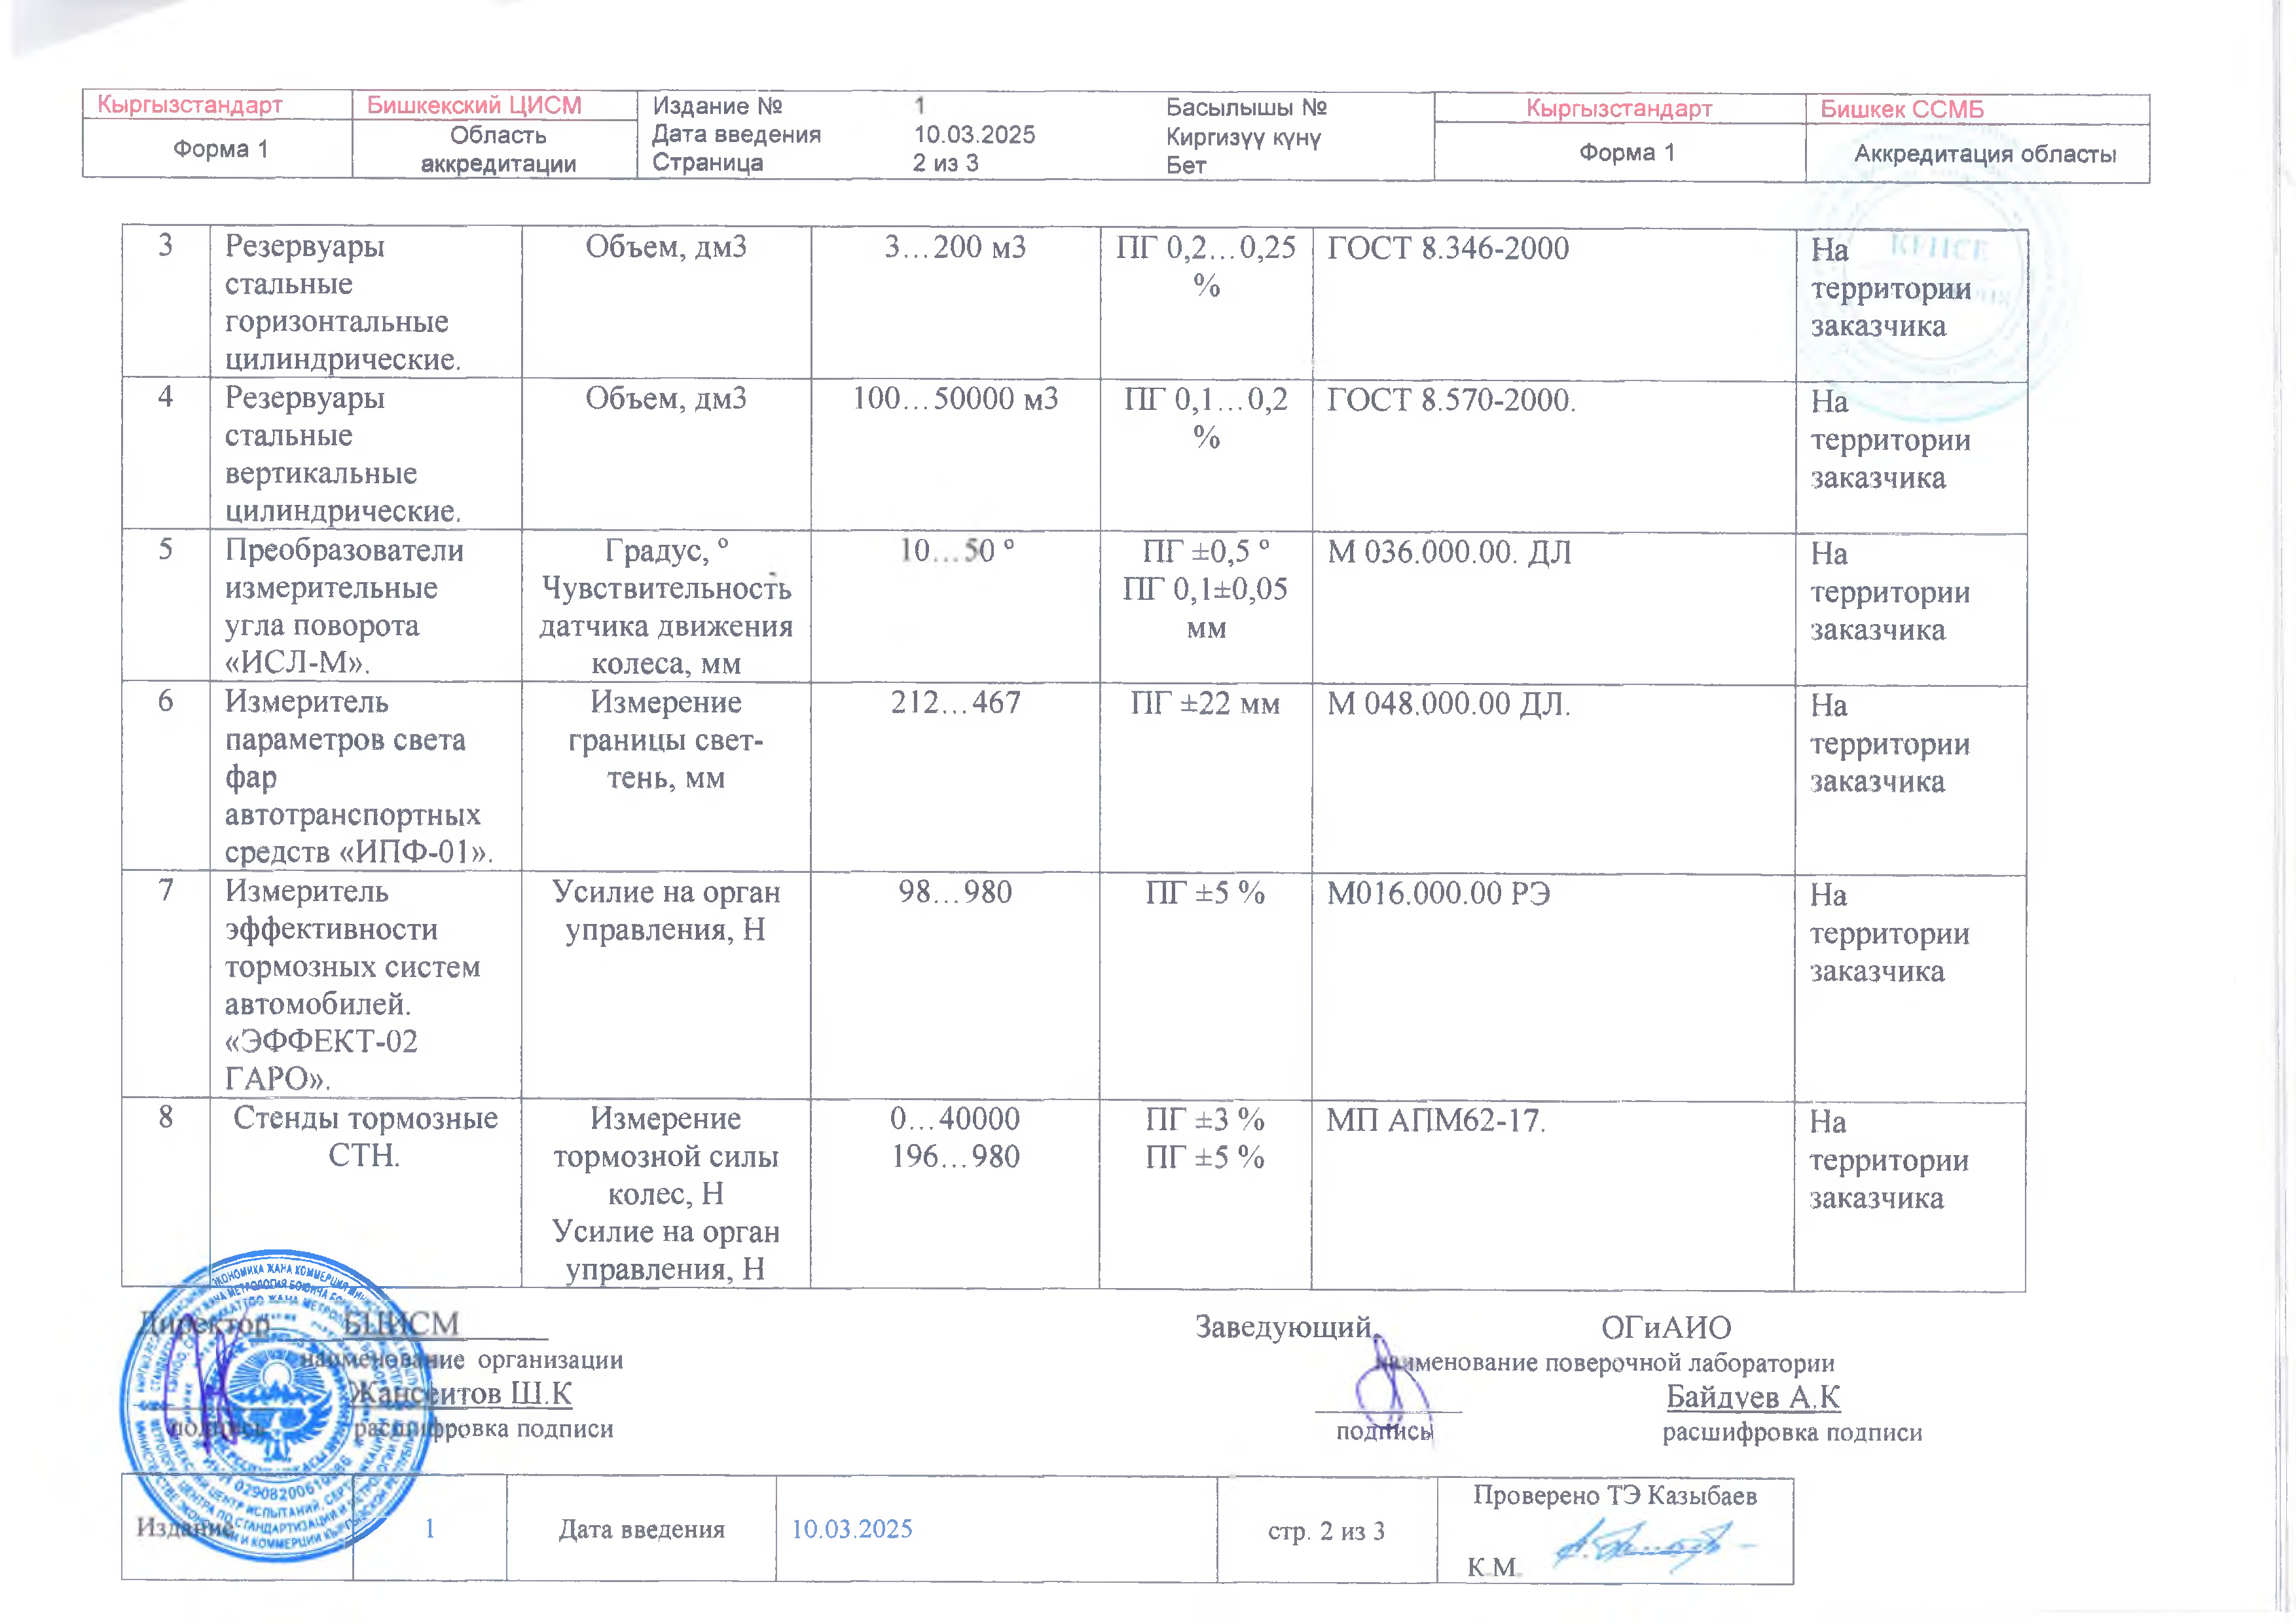 Кыргызстандарт
Бишкекский ЦИСМ
Издание № 1 Басылышы №
Кыргызстандарт
Бишкек ССМБ
Форма 1
Область
аккредитации
Дата введения 10.03.2025 Киргизүү күнү
Страница 2 из 3 Бет
Форма 1
Аккредитация областы
3
Резервуары
стальные
горизонтальные
цилиндрические.
Объем, дм3
3…200 м3
ПГ 0,2…0,25
%
ГОСТ 8.346-2000
На
территории
заказчика
4
Резервуары
стальные
вертикальные
цилиндрические.
Объем, дм3
100…50000 м3
ПГ 0,1…0,2
%
ГОСТ 8.570-2000.
На
территории
заказчика
5
Преобразователи
измерительные
угла поворота
«ИСЛ-М».
Градус, º
Чувствительность
датчика движения
колеса, мм
10…50 º
ПГ ±0,5 º
ПГ 0,1±0,05
мм
М 036.000.00. ДЛ
На
территории
заказчика
6
Измеритель
параметров света
фар
автотранспортных
средств «ИПФ-01».
Измерение
границы свет-
тень, мм
212…467
ПГ ±22 мм
М 048.000.00 ДЛ.
На
территории
заказчика
7
Измеритель
эффективности
тормозных систем
автомобилей.
«ЭФФЕКТ-02
ГАРО».
Усилие на орган
управления, Н
98…980
ПГ ±5 %
М016.000.00 РЭ
На
территории
заказчика
8
Стенды тормозные
СТН.
Измерение
тормозной силы
колес, Н
Усилие на орган
управления, Н
0…40000
196…980
ПГ ±3 %
ПГ ±5 %
МП АПМ62-17.
На
территории
заказчика
Директор БЦИСМ
наименование организации
Жансеитов Ш.К
подпись расшифровка подписи
Заведующий ОГиАИО
наименование поверочной лаборатории
Байдуев А.К
подпись расшифровка подписи
Издание
1
Дата введения
10.03.2025
стр. 2 из 3
Проверено ТЭ Казыбаев
К.М.